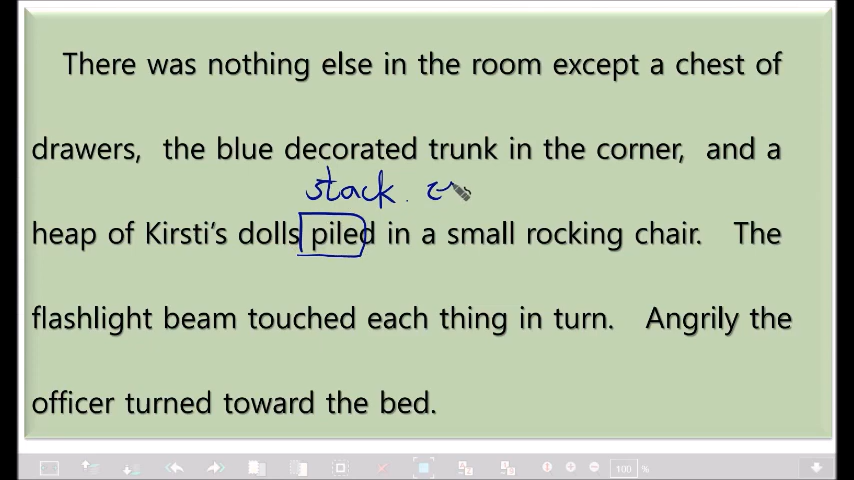 There was nothing else in the room except a chest of
drawers, the blue decorated trunk in the corner, and a
stack.
heap of Kirsti's dolls piled in a small rocking chair. The
flashlight beam touched each thing in turn. Angrily the
officer turned toward the bed.
100 %